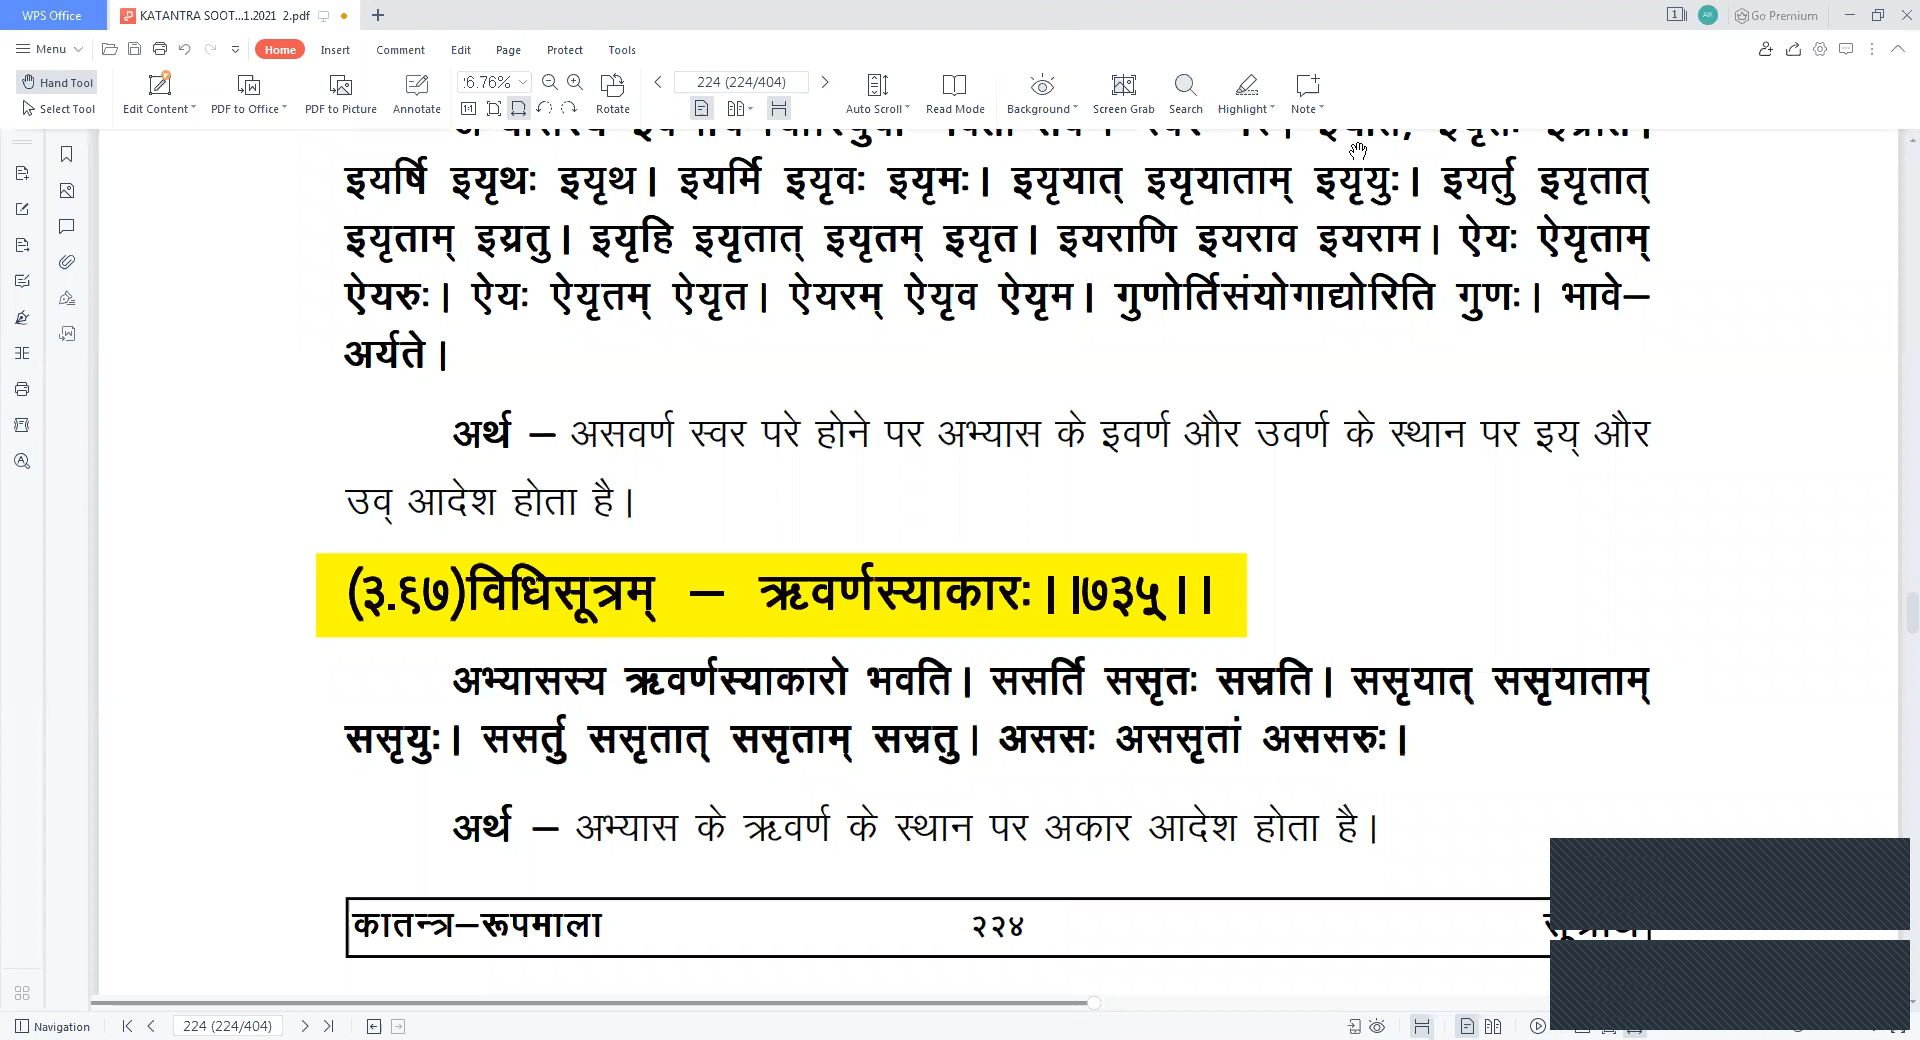 WPS Office
KATANTRA SOOT...1.2021 2.pdf
1
AK
Go Premium
Menu
Home Insert Comment Edit Page Protect Tools
Hand Tool
Select Tool
Edit Content
PDF to Office
PDF to Picture
Annotate
:6.76%
Rotate
224 (224/404)
Auto Scroll
Read Mode
Background
Screen Grab
Search
Highlight
Note
इयर्षि इयृथः इयृथ। इयर्मि इयृवः इयृमः। इयृयात् इयृयाताम् इयृयुः। इयर्तु इयृतात्
इयृताम् इय्रतु। इयृहि इयृतात् इयृतम् इयृत। इयराणि इयराव इयराम। ऐयः ऐयृताम्
ऐयरुः। ऐयः ऐयृतम् ऐयृत। ऐयरम् ऐयृव ऐयृम। गुणोर्तिसंयोगाद्योरिति गुणः। भावे–
अर्यते।
अर्थ – असवर्ण स्वर परे होने पर अभ्यास के इवर्ण और उवर्ण के स्थान पर इय् और
उव् आदेश होता है।
(३.९७)विधिसूत्रम् – ऋवर्णस्याकारः।।७३५।।
अभ्यासस्य ऋवर्णस्याकारो भवति। ससर्ति ससृतः सस्रति। ससृयात् ससृयाताम्
ससृयुः। ससर्तु ससृतात् ससृताम् सस्रतु। अससः अससृतां अससरुः।
अर्थ – अभ्यास के ऋवर्ण के स्थान पर अकार आदेश होता है।
कातन्त्र–रूपमाला २२४
Navigation
224 (224/404)